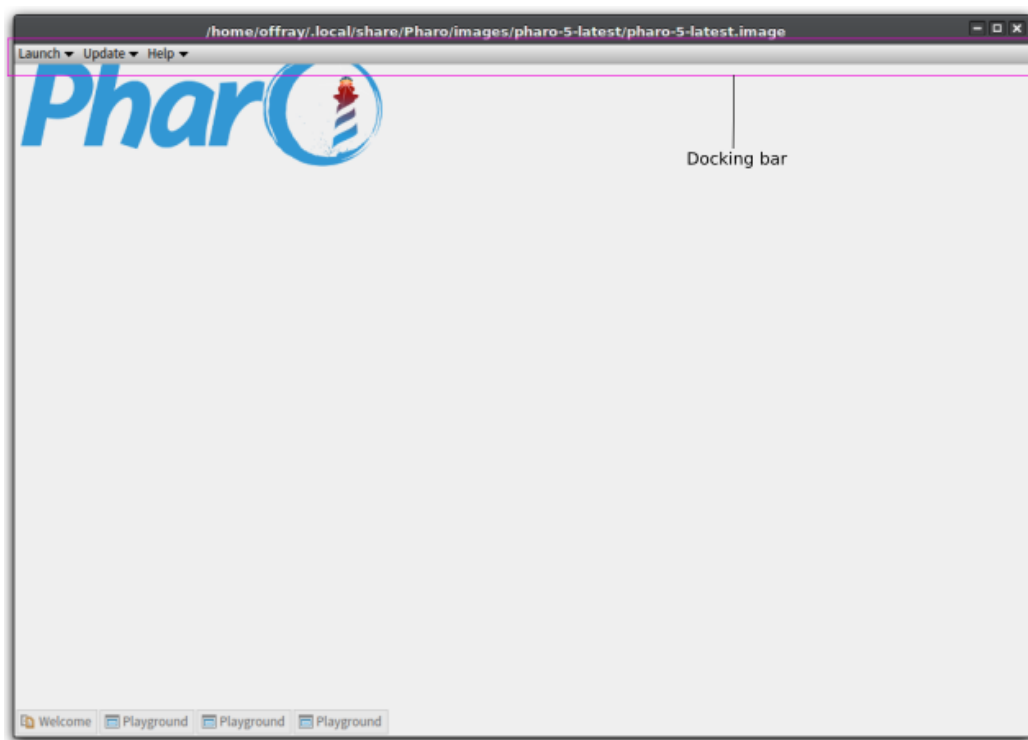 /home/offray/.local/share/Pharo/images/pharo-5-latest/pharo-5-latest.image
Launch Update Help
Pharo
Docking bar
Welcome Playground Playground Playground